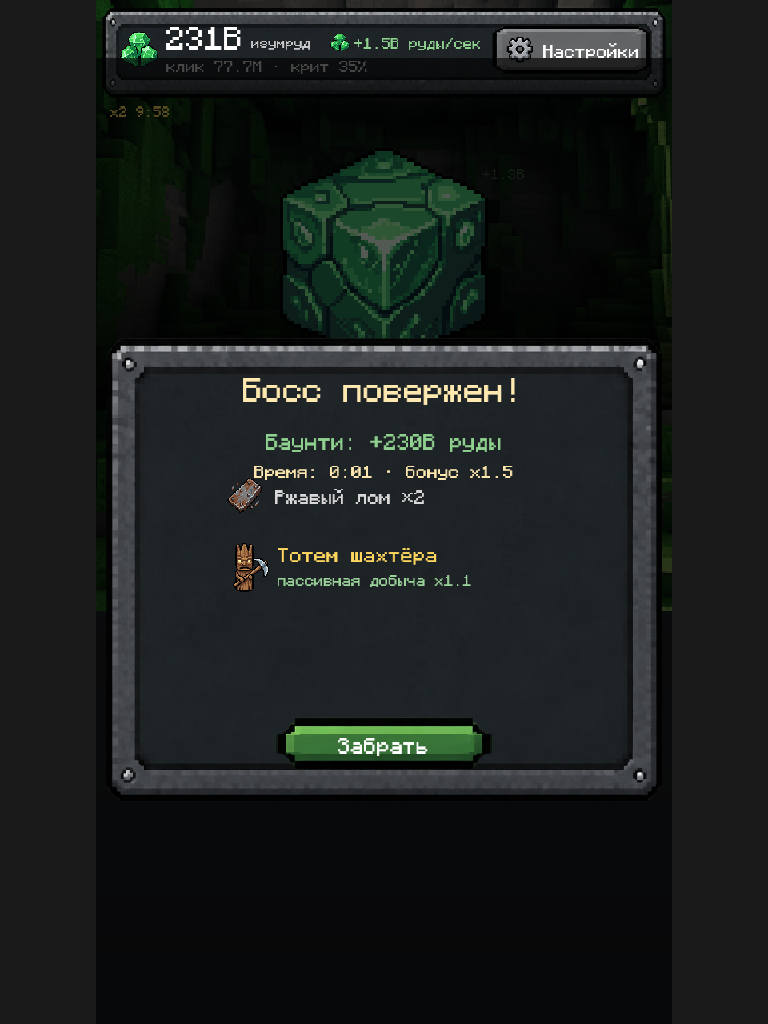 231B изумруд +1.5B руды/сек Настройки
клик 77.7M · крит 35%
x2 9:58
+1.3B
Босс повержен!
Баунти: +230B руды
Время: 0:01 · бонус x1.5
Ржавый лом x2
Тотем шахтёра
пассивная добыча x1.1
Забрать